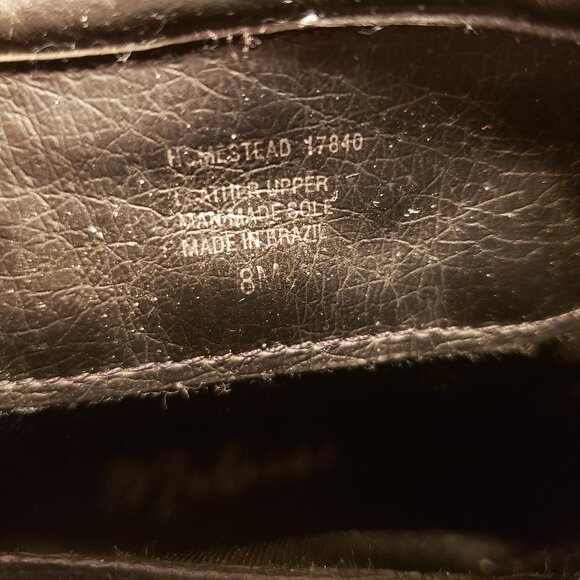 HOMESTEAD 17840
LEATHER UPPER
MAN MADE SOLE
MADE IN BRAZIL
8M